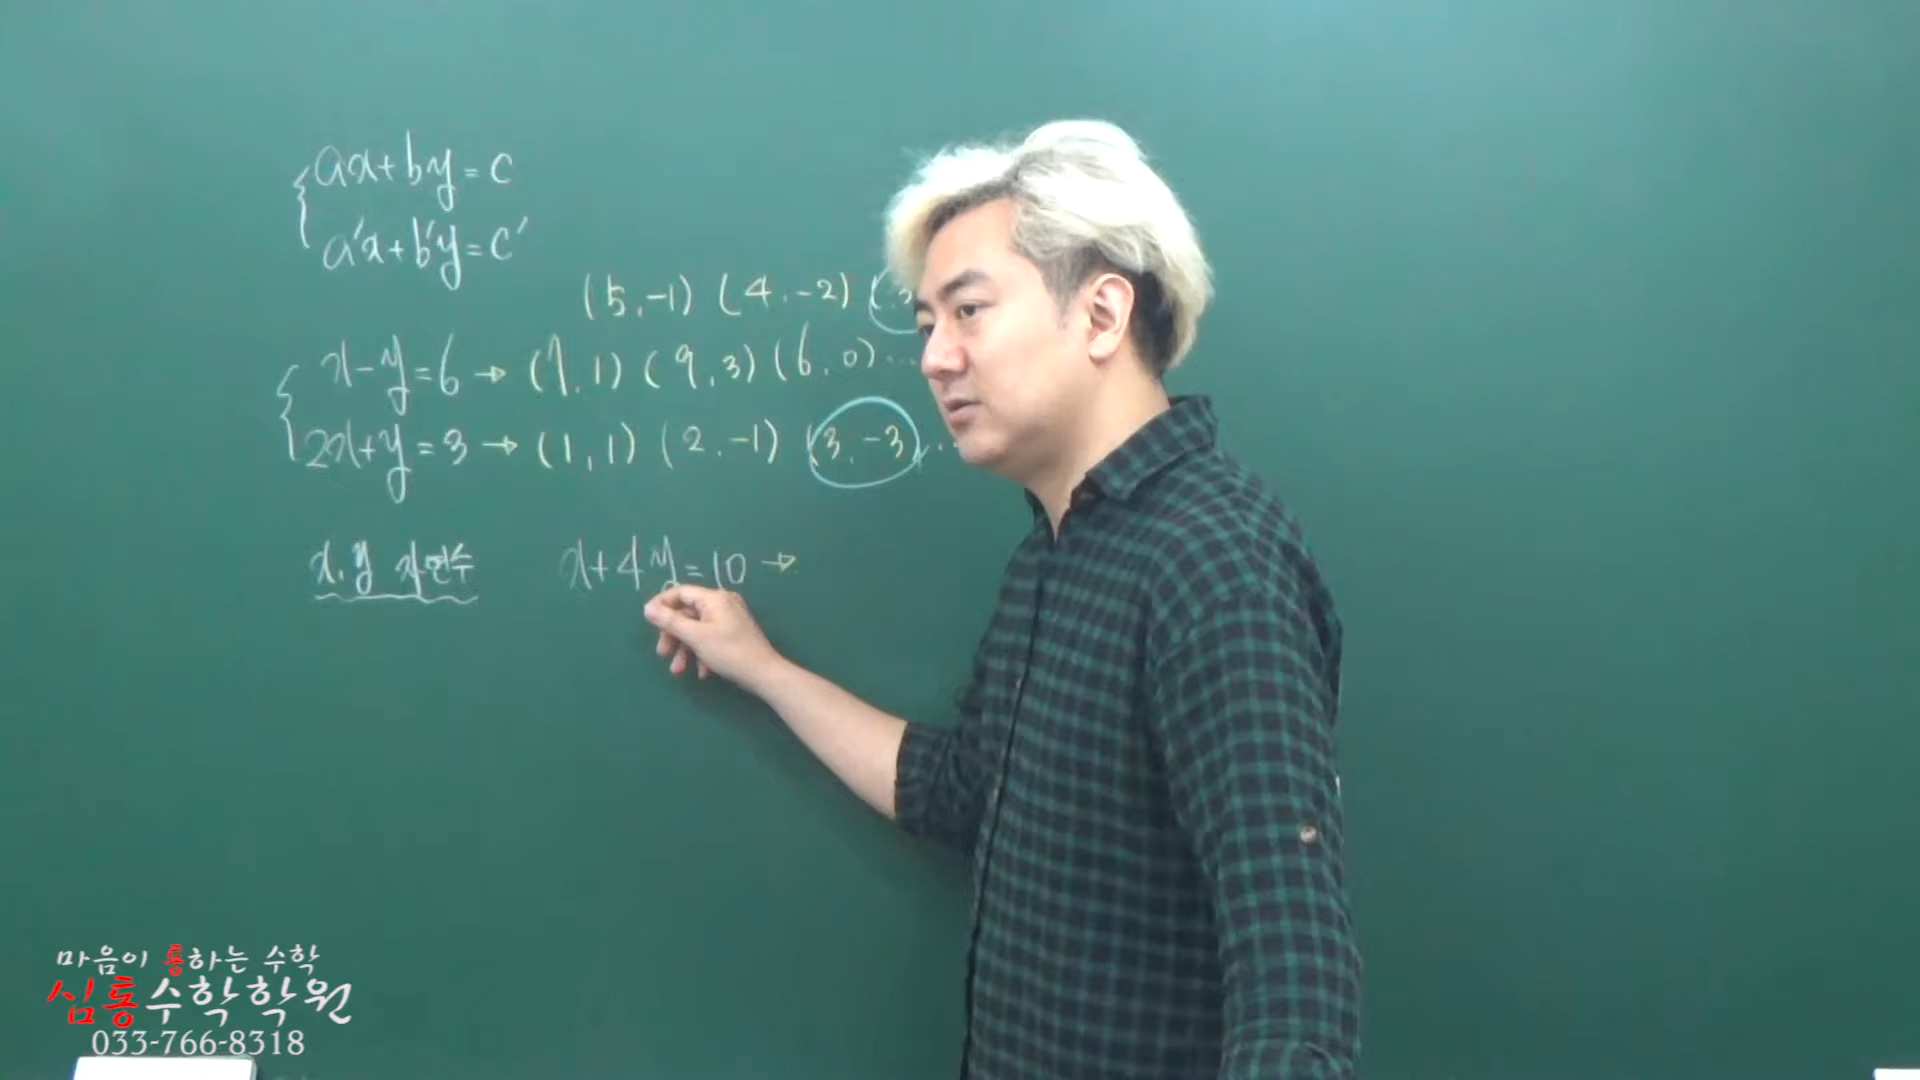 ax+by=c
a'x+b'y=c'
(5,-1) (4,-2) (3
x-y=6 → (7,1) (9,3) (6,0)...
2x+y=3 → (1,1) (2,-1) (3,-3)...
x,y 자연수 x+4y=10 →
마음이 통하는 수학
심통수학학원
033-766-8318